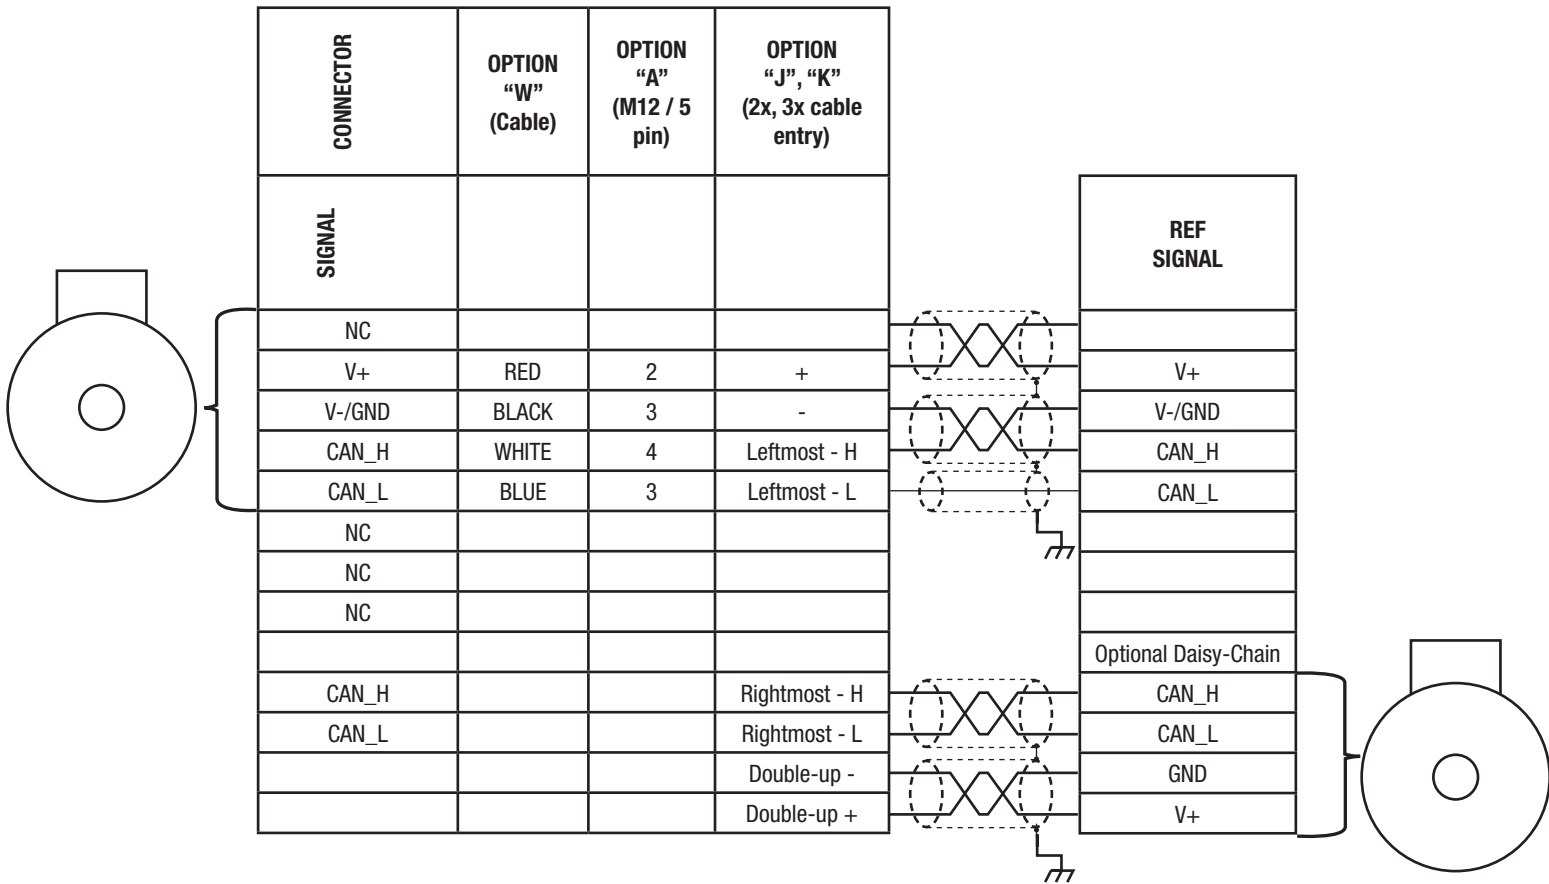 CONNECTOR
OPTION
“W”
(Cable)
OPTION
“A”
(M12 / 5
pin)
OPTION
“J”, “K”
(2x, 3x cable
entry)
SIGNAL
REF
SIGNAL
NC
V+ RED 2 + V+
V-/GND BLACK 3 - V-/GND
CAN_H WHITE 4 Leftmost - H CAN_H
CAN_L BLUE 3 Leftmost - L CAN_L
NC
NC
NC
Optional Daisy-Chain
CAN_H Rightmost - H CAN_H
CAN_L Rightmost - L CAN_L
Double-up - GND
Double-up + V+